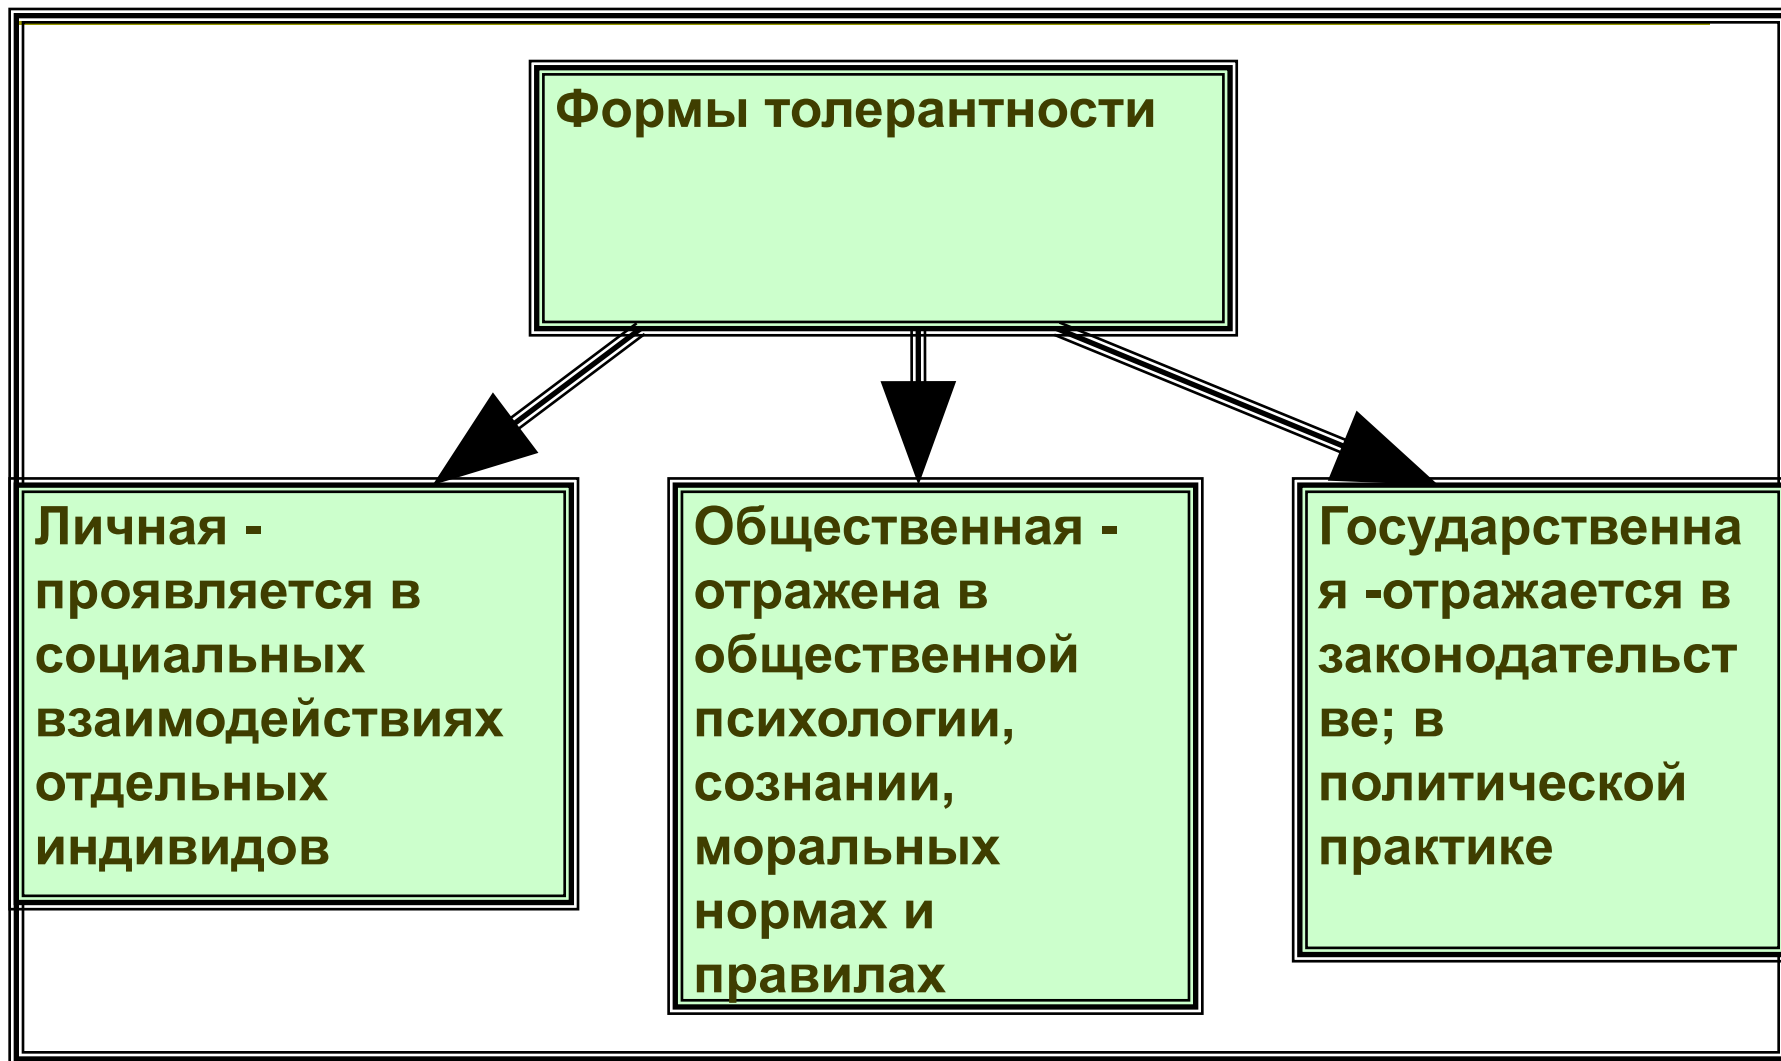 Формы толерантности
Личная -
проявляется в
социальных
взаимодействиях
отдельных
индивидов
Общественная -
отражена в
общественной
психологии,
сознании,
моральных
нормах и
правилах
Государственна
я -отражается в
законодательст
ве; в
политической
практике